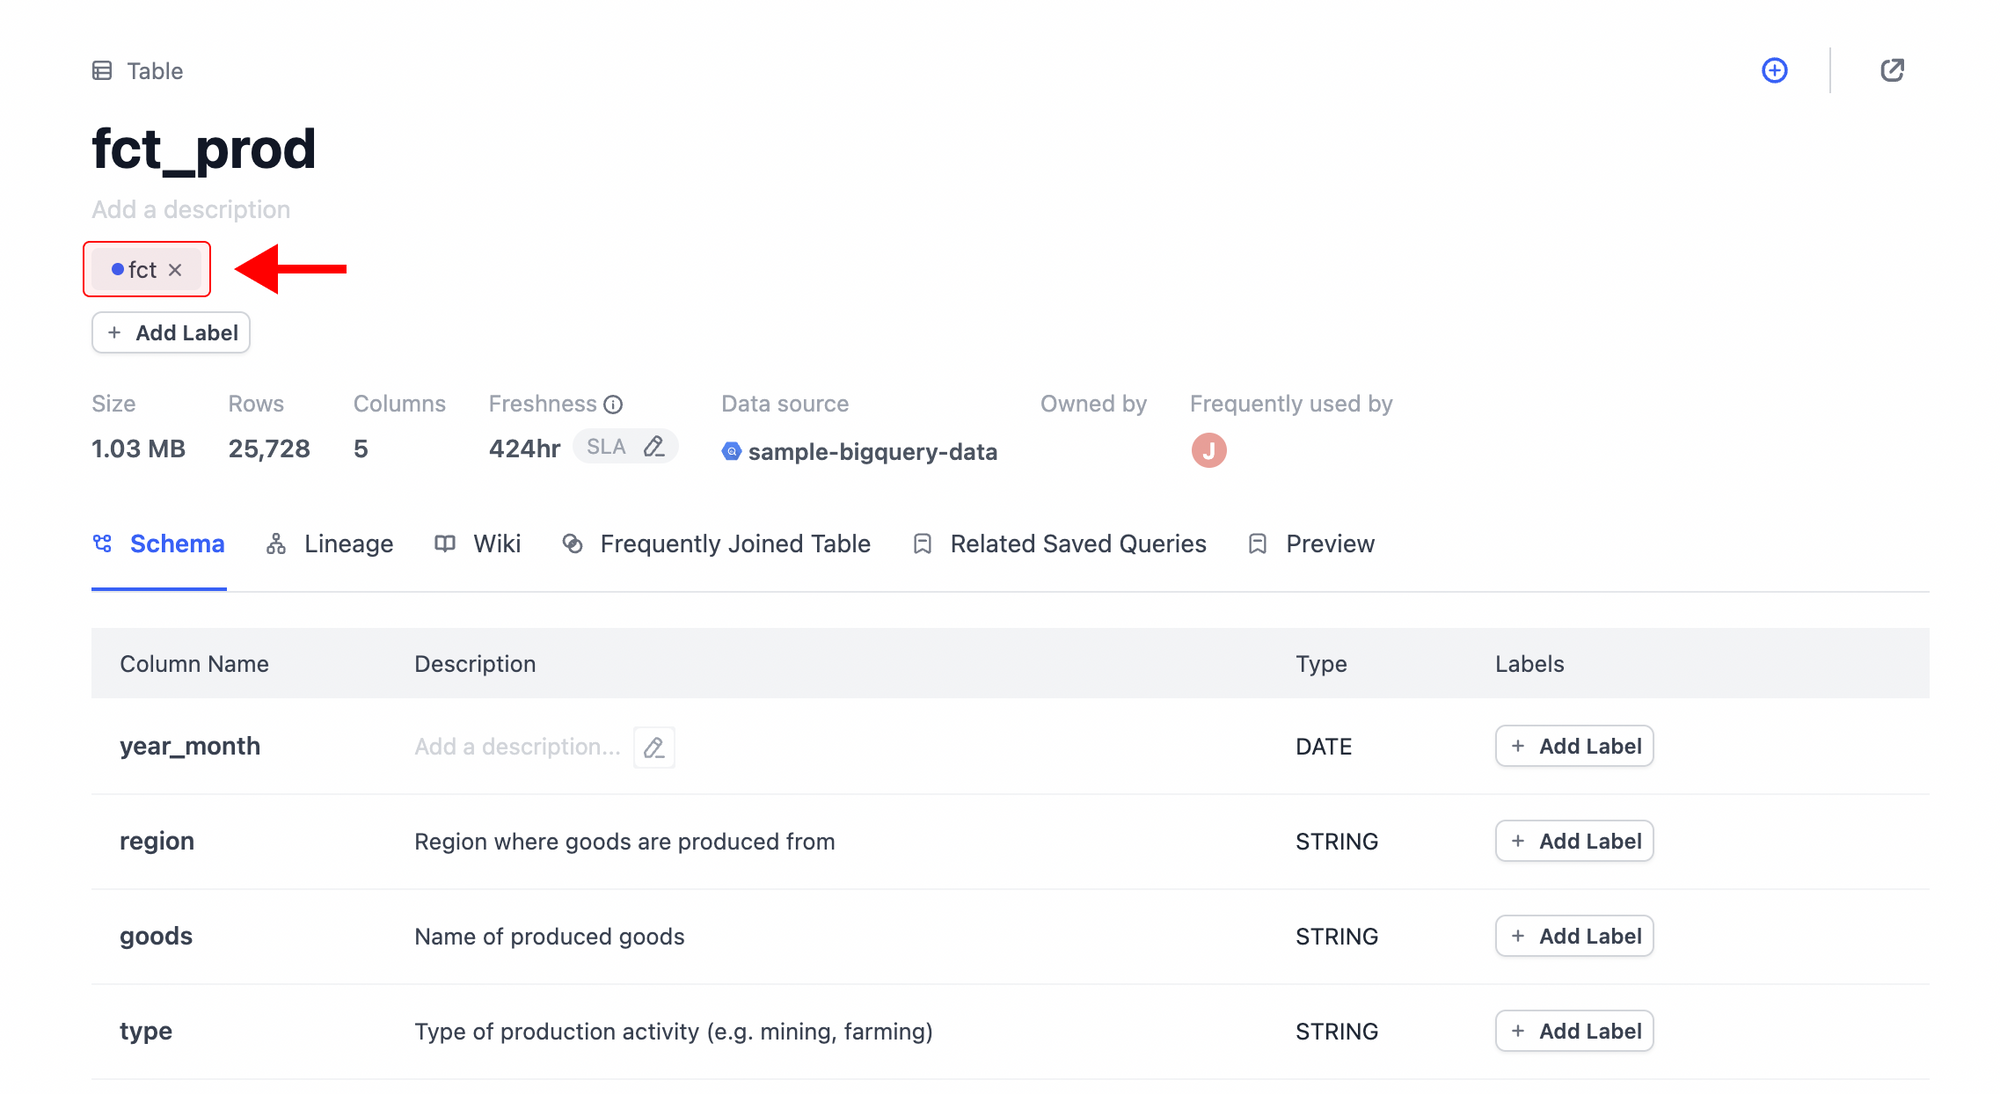 Table
fct_prod
Add a description
fct
Add Label
Size Rows Columns Freshness Data source Owned by Frequently used by
1.03 MB 25,728 5 424hr SLA sample-bigquery-data J
Schema Lineage Wiki Frequently Joined Table Related Saved Queries Preview
Column Name Description Type Labels
year_month Add a description... DATE + Add Label
region Region where goods are produced from STRING + Add Label
goods Name of produced goods STRING + Add Label
type Type of production activity (e.g. mining, farming) STRING + Add Label